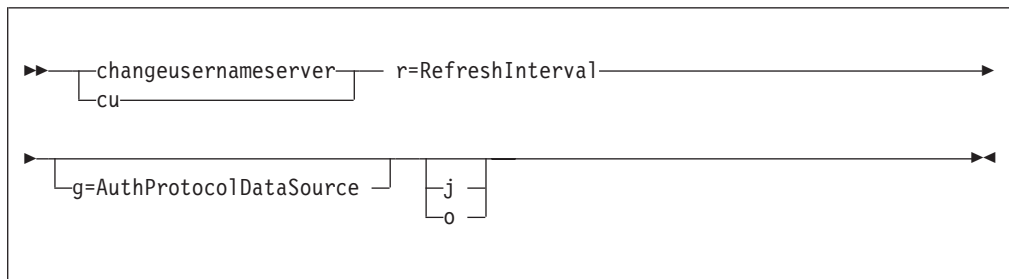 changeusernameserver r=RefreshInterval
cu
g=AuthProtocolDataSource j
o